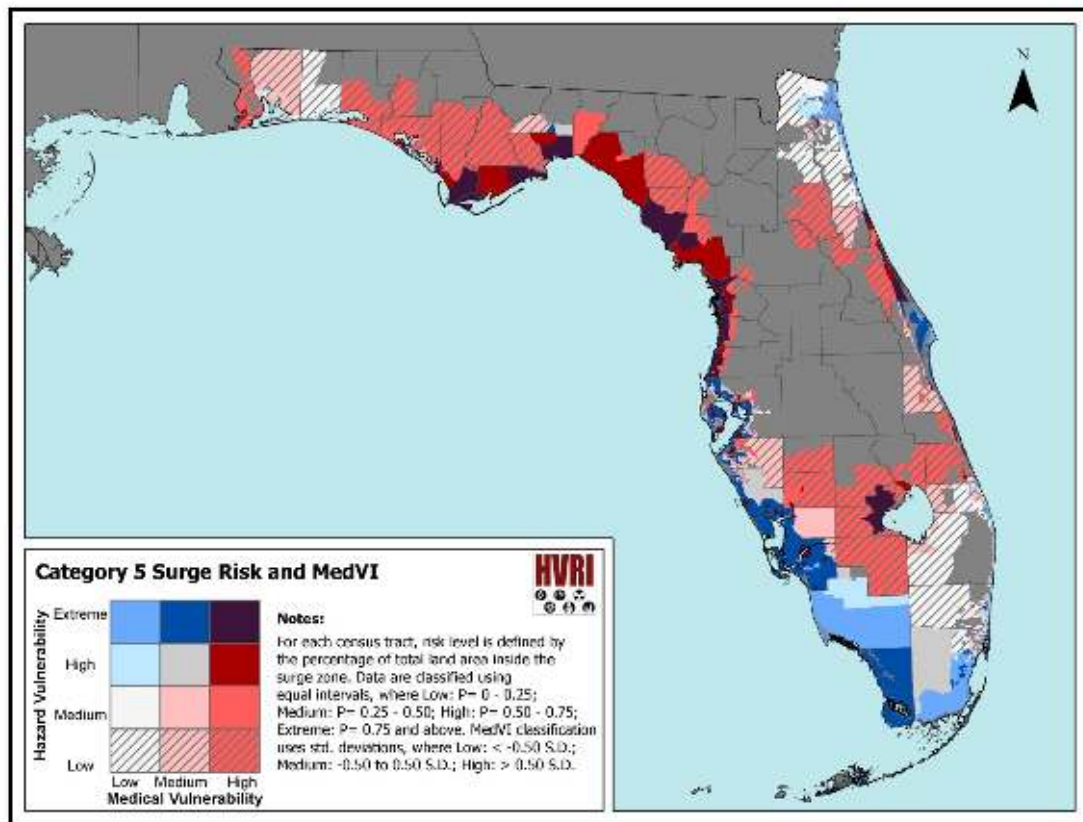 N
Category 5 Surge Risk and MedVI
HVRI
Hazard Vulnerability
Extreme
High
Medium
Low
Low Medium High
Medical Vulnerability
Notes:
For each census tract, risk level is defined by
the percentage of total land area inside the
surge zone. Data are classified using
equal intervals, where Low: P= 0 - 0.25;
Medium: P= 0.25 - 0.50; High: P= 0.50 - 0.75;
Extreme: P= 0.75 and above. MedVI classification
uses std. deviations, where Low: < -0.50 S.D.;
Medium: -0.50 to 0.50 S.D.; High: > 0.50 S.D.